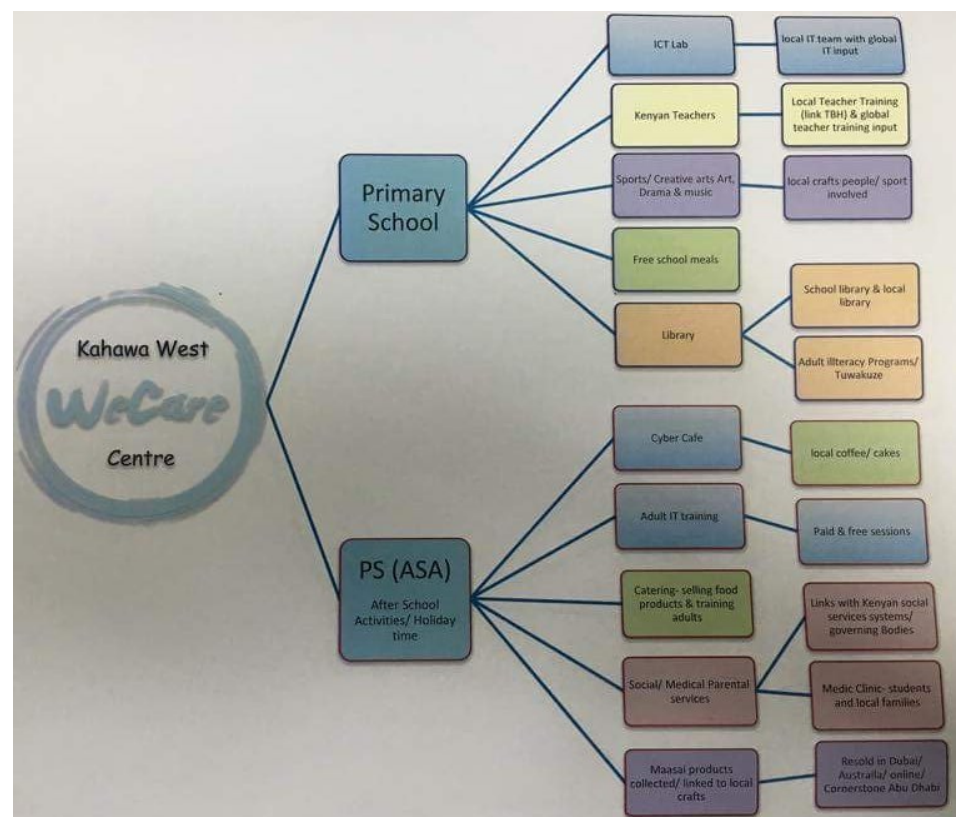 Kahawa West
WeCare
Centre
Primary
School
ICT Lab
local IT team with global
IT input
Kenyan Teachers
Local Teacher Training
(link TBH) & global
teacher training input
Sports/ Creative arts Art,
Drama & music
local crafts people/ sport
involved
Free school meals
Library
School library & local
library
Adult illteracy Programs/
Tuwakuze
PS (ASA)
After School
Activities/ Holiday
time
Cyber Cafe
local coffee/ cakes
Adult IT training
Paid & free sessions
Catering- selling food
products & training
adults
Social/ Medical Parental
services
Links with Kenyan social
services systems/
governing Bodies
Medic Clinic- students
and local families
Maasai products
collected/ linked to local
crafts
Resold in Dubai/
Austraila/ online/
Cornerstone Abu Dhabi